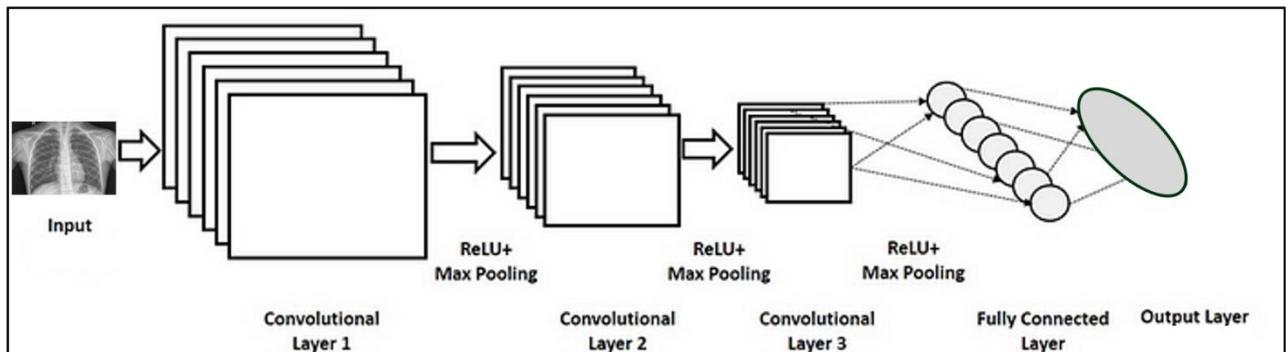 Input
ReLU+
Max Pooling
ReLU+
Max Pooling
ReLU+
Max Pooling
Convolutional
Layer 1
Convolutional
Layer 2
Convolutional
Layer 3
Fully Connected
Layer
Output Layer